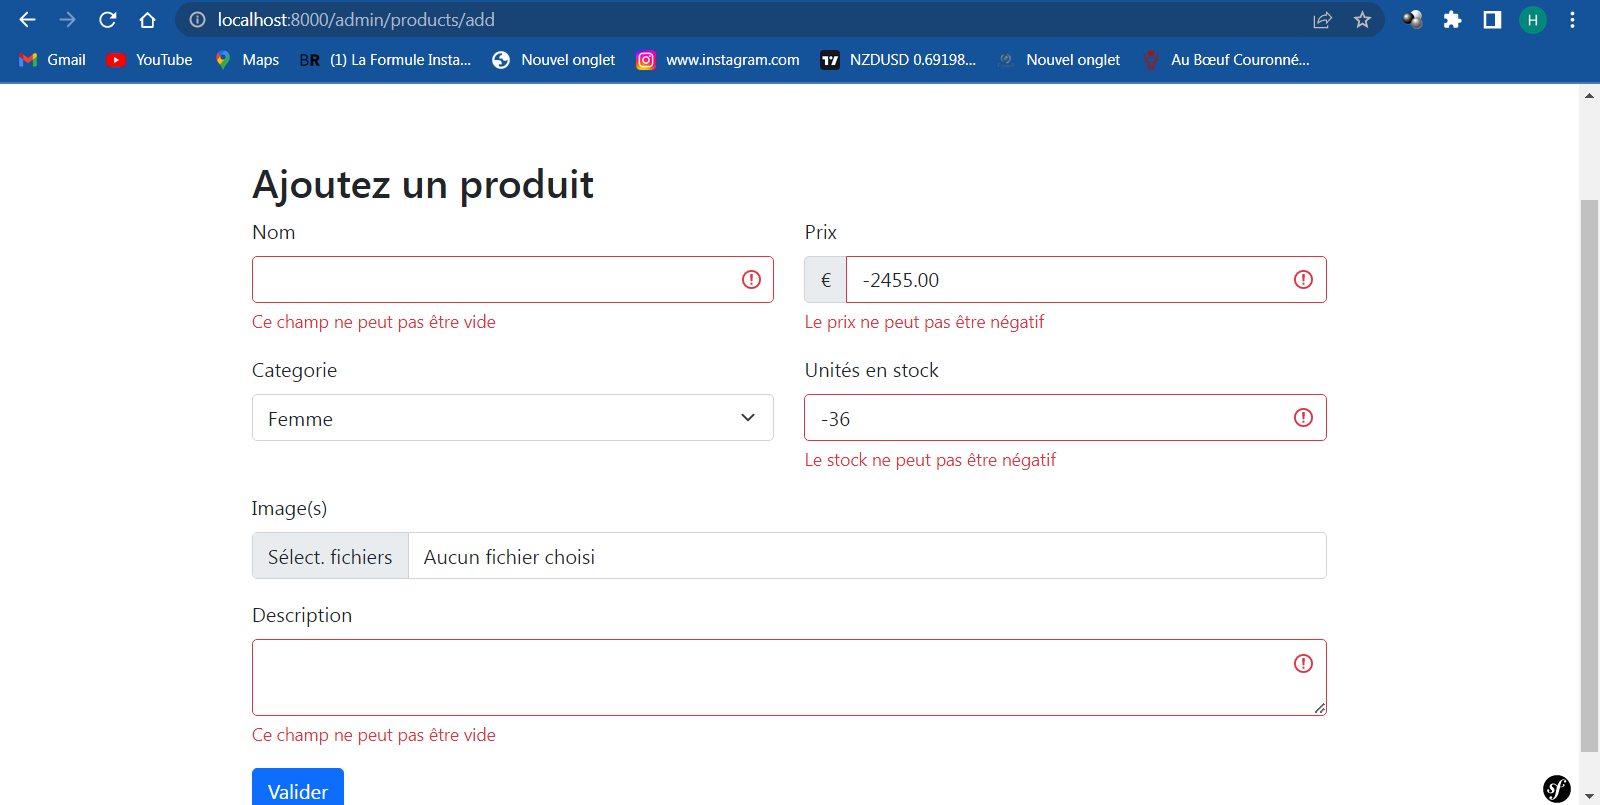 localhost:8000/admin/products/add
H
Gmail YouTube Maps BR (1) La Formule Insta... Nouvel onglet www.instagram.com NZDUSD 0.69198... Nouvel onglet Au Bœuf Couronné...
Ajoutez un produit
Nom Prix
€ -2455.00
Ce champ ne peut pas être vide Le prix ne peut pas être négatif
Categorie Unités en stock
Femme -36
Le stock ne peut pas être négatif
Image(s)
Sélect. fichiers Aucun fichier choisi
Description
Ce champ ne peut pas être vide
Valider
sf